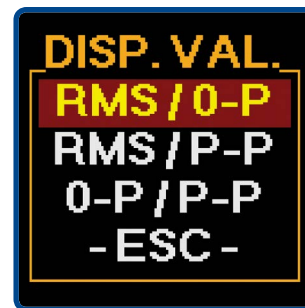 DISP. VAL.
RMS / 0-P
RMS / P-P
0-P / P-P
- ESC -